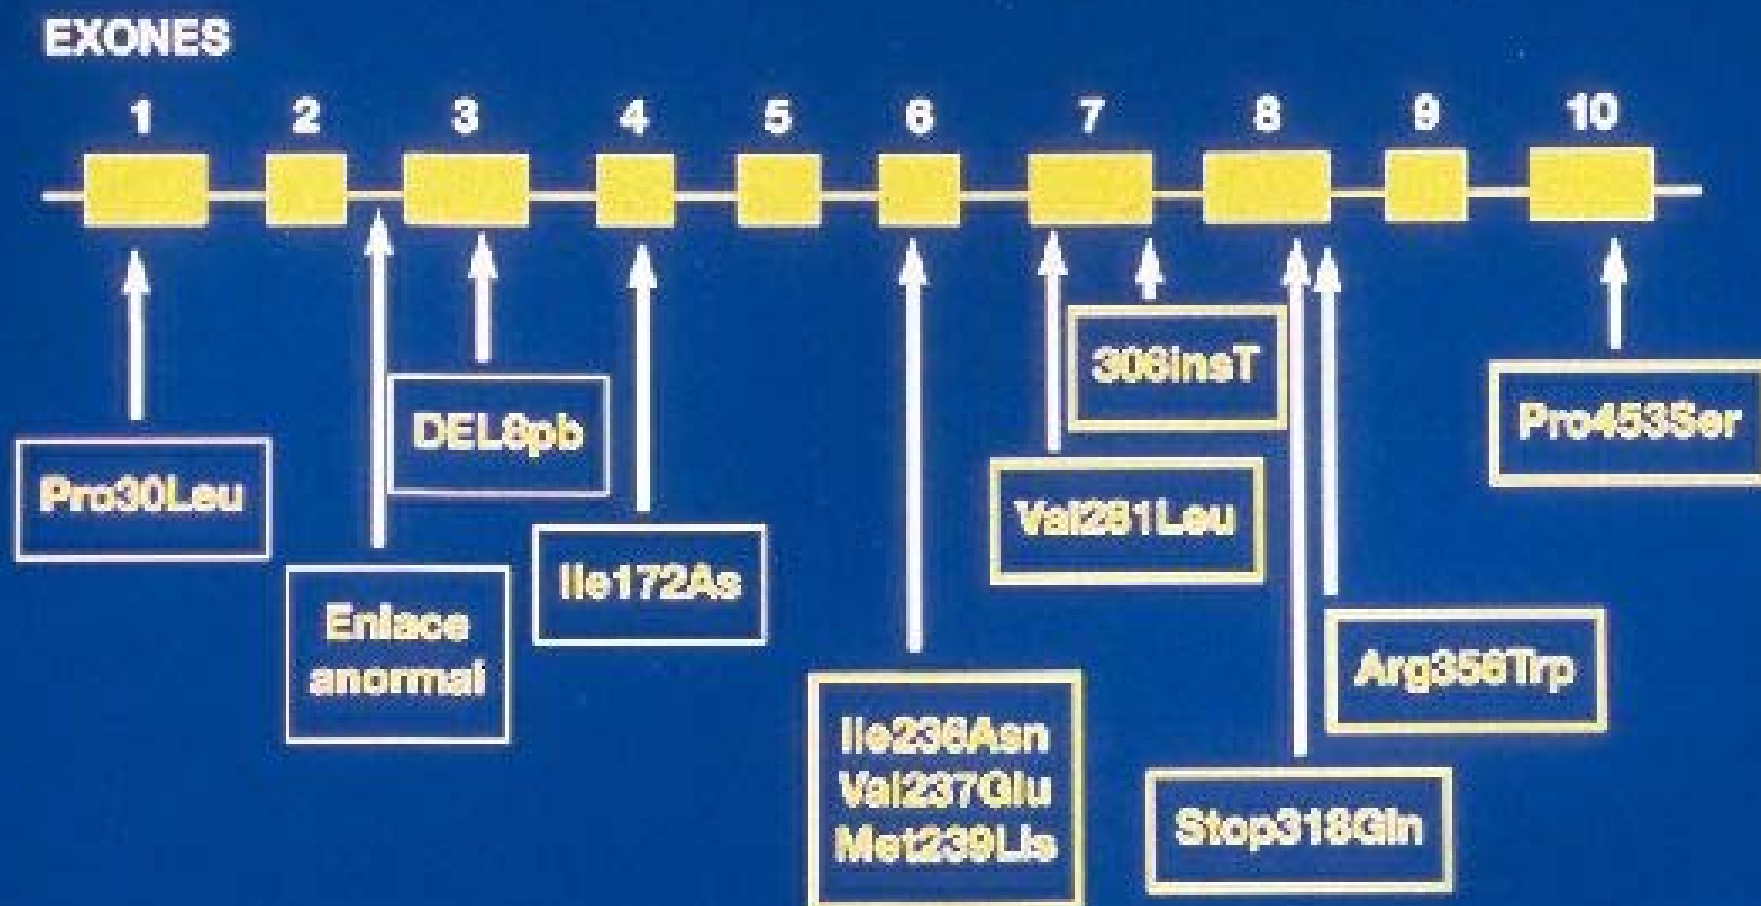 EXONES
1 2 3 4 5 6 7 8 9 10
Pro30Leu
Enlace
anormal
DEL8pb
Ile172As
Ile236Asn
Val237Glu
Met239Lis
Val281Leu
306insT
Stop318Gln
Arg356Trp
Pro453Ser